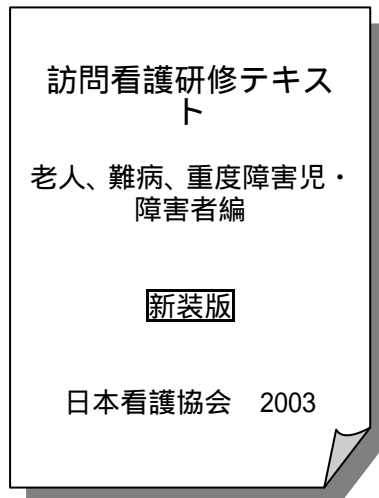 訪問看護研修テキス
ト
老人、難病、重度障害児・
障害者編
新装版
日本看護協会　2003